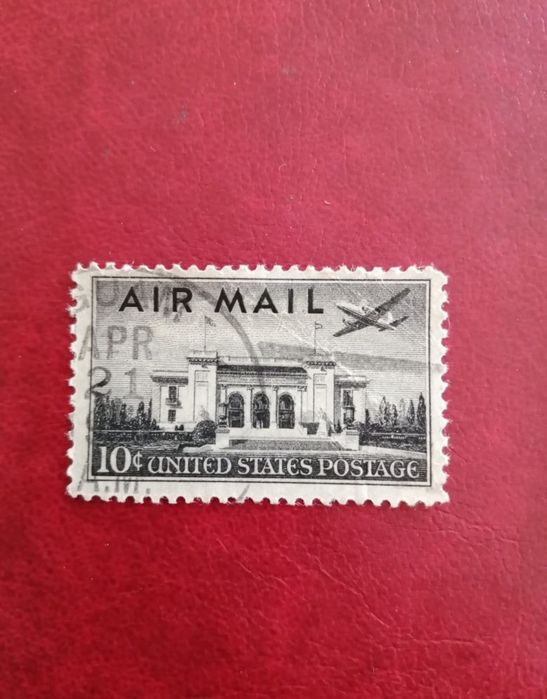 AIR MAIL
APR
21
A.M.
10¢ UNITED STATES POSTAGE